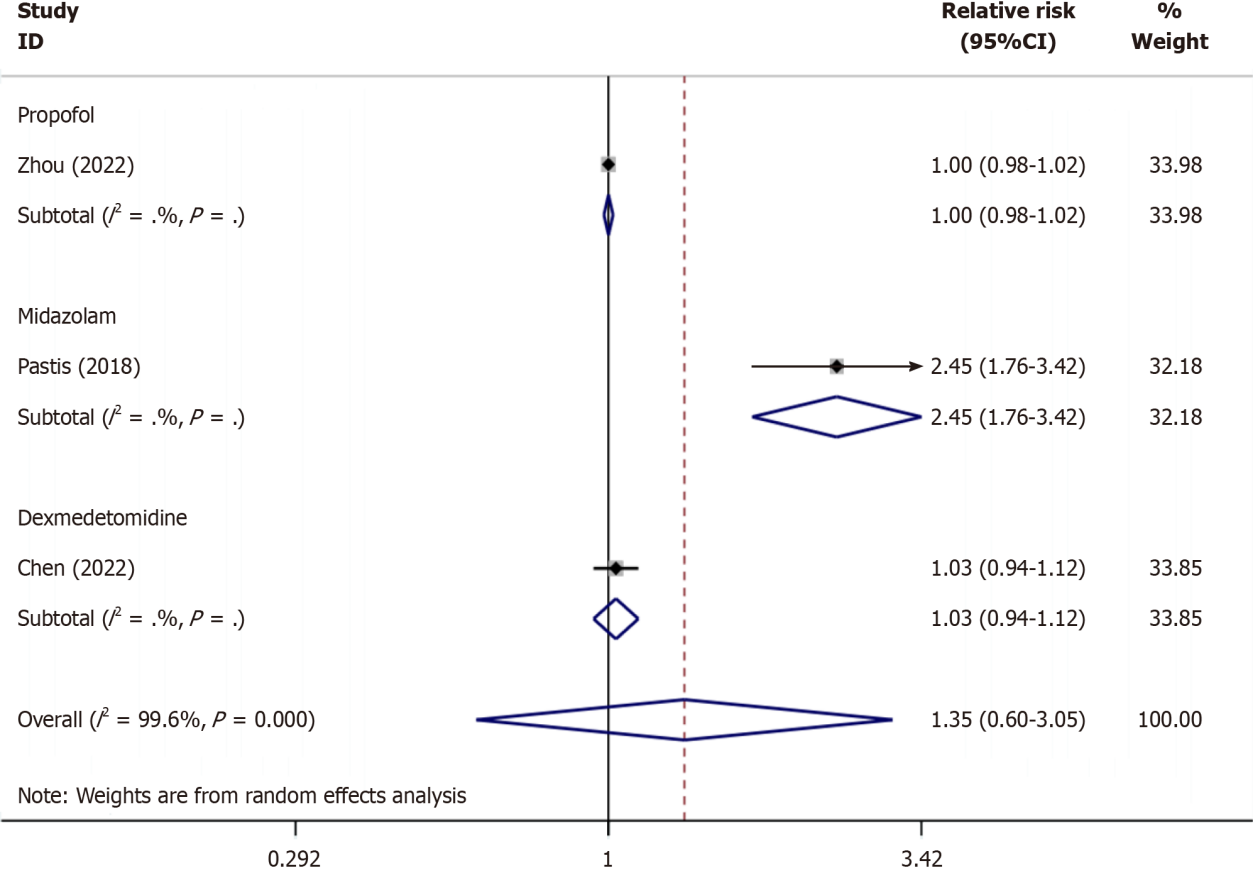 Study Relative risk %
ID (95%CI) Weight
Propofol
Zhou (2022) 1.00 (0.98-1.02) 33.98
Subtotal (I² = .%, P = .) 1.00 (0.98-1.02) 33.98
Midazolam
Pastis (2018) 2.45 (1.76-3.42) 32.18
Subtotal (I² = .%, P = .) 2.45 (1.76-3.42) 32.18
Dexmedetomidine
Chen (2022) 1.03 (0.94-1.12) 33.85
Subtotal (I² = .%, P = .) 1.03 (0.94-1.12) 33.85
Overall (I² = 99.6%, P = 0.000) 1.35 (0.60-3.05) 100.00
Note: Weights are from random effects analysis
0.292 1 3.42